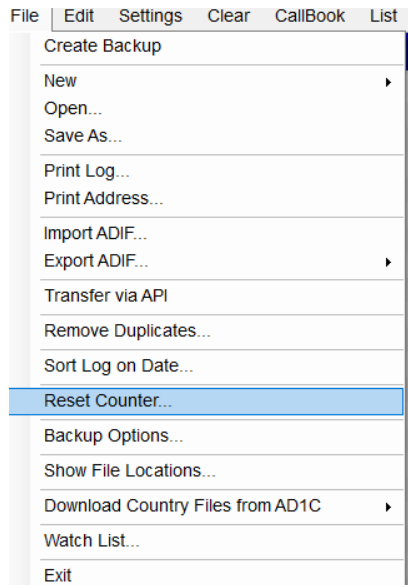 File Edit Settings Clear CallBook List
Create Backup
New
Open...
Save As...
Print Log...
Print Address...
Import ADIF...
Export ADIF...
Transfer via API
Remove Duplicates...
Sort Log on Date...
Reset Counter...
Backup Options...
Show File Locations...
Download Country Files from AD1C
Watch List...
Exit